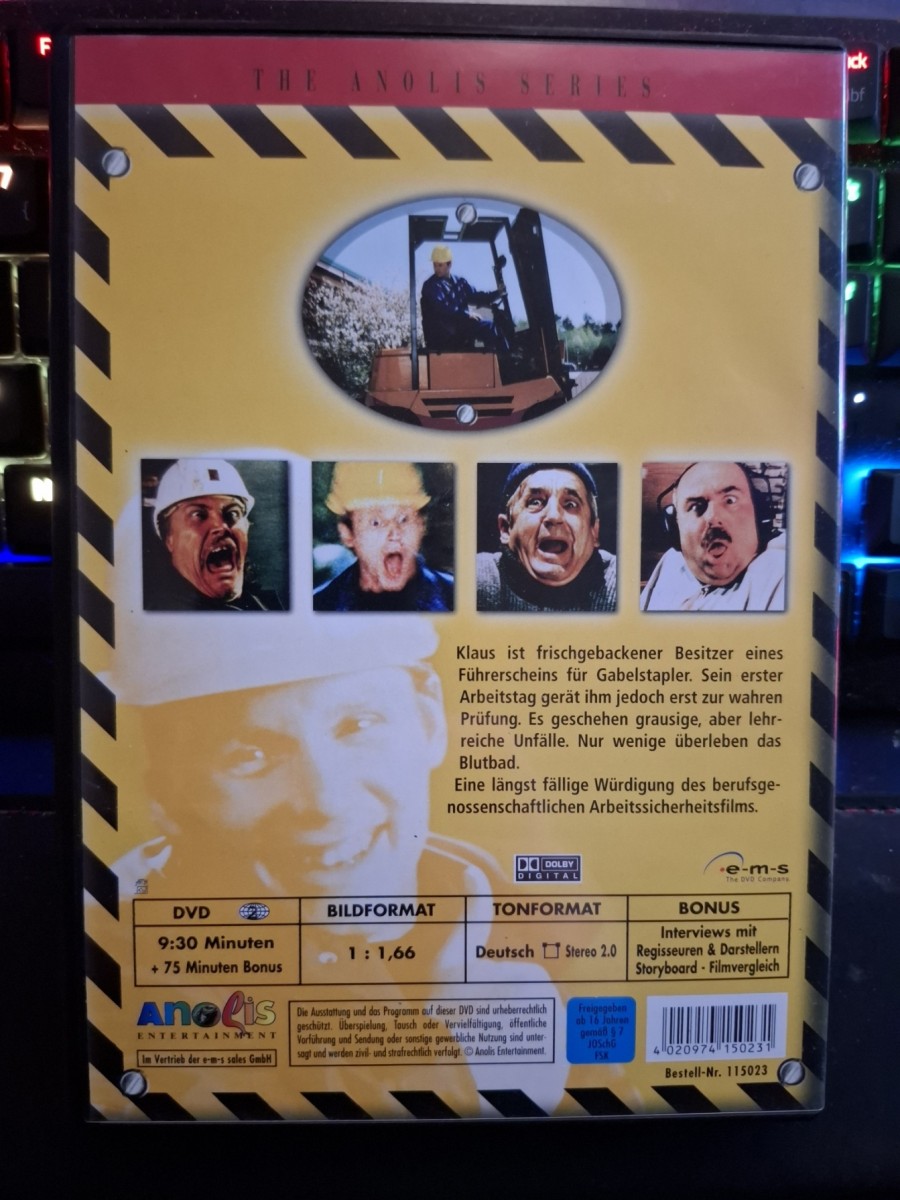 THE ANOLIS SERIES
Klaus ist frischgebackener Besitzer eines
Führerscheins für Gabelstapler. Sein erster
Arbeitstag gerät ihm jedoch erst zur wahren
Prüfung. Es geschehen grausige, aber lehr-
reiche Unfälle. Nur wenige überleben das
Blutbad.
Eine längst fällige Würdigung des berufsge-
nossenschaftlichen Arbeitssicherheitsfilms.
DOLBY
DIGITAL
e-m-s
The DVD Company
DVD 2
9:30 Minuten
+ 75 Minuten Bonus
BILDFORMAT
1 : 1,66
TONFORMAT
Deutsch Stereo 2.0
BONUS
Interviews mit
Regisseuren & Darstellern
Storyboard - Filmvergleich
Anolis
ENTERTAINMENT
Im Vertrieb der e-m-s sales GmbH
Die Ausstattung und das Programm auf dieser DVD sind urheberrechtlich
geschützt. Überspielung, Tausch oder Vervielfältigung, öffentliche
Vorführung und Sendung oder sonstige gewerbliche Nutzung sind unter-
sagt und werden zivil- und strafrechtlich verfolgt. © Anolis Entertainment.
Freigegeben
ab 16 Jahren
gemäß § 7
JÖSchG
FSK
4 020974 150231
Bestell-Nr. 115023
F
7
N